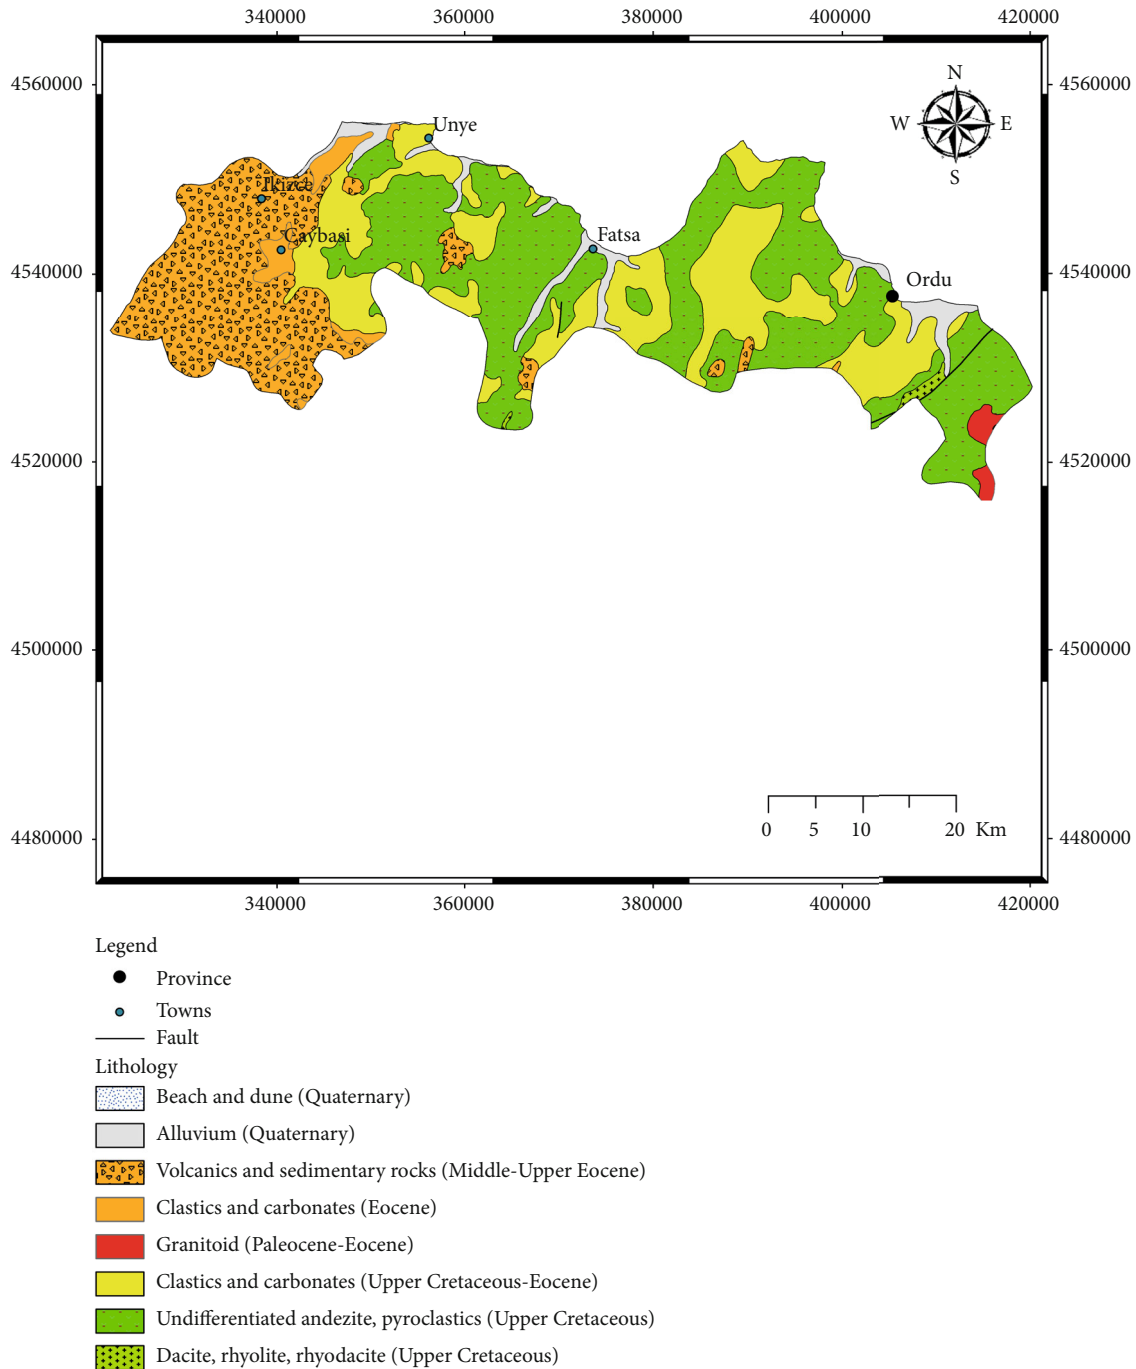 340000 360000 380000 400000 420000
4560000 4560000
N
W E
S
Unye
Ikizce
Caybasi
Fatsa
4540000 4540000
Ordu
4520000 4520000
4500000 4500000
0 5 10 20 Km
4480000 4480000
340000 360000 380000 400000 420000
Legend
Province
Towns
Fault
Lithology
Beach and dune (Quaternary)
Alluvium (Quaternary)
Volcanics and sedimentary rocks (Middle-Upper Eocene)
Clastics and carbonates (Eocene)
Granitoid (Paleocene-Eocene)
Clastics and carbonates (Upper Cretaceous-Eocene)
Undifferentiated andezite, pyroclastics (Upper Cretaceous)
Dacite, rhyolite, rhyodacite (Upper Cretaceous)